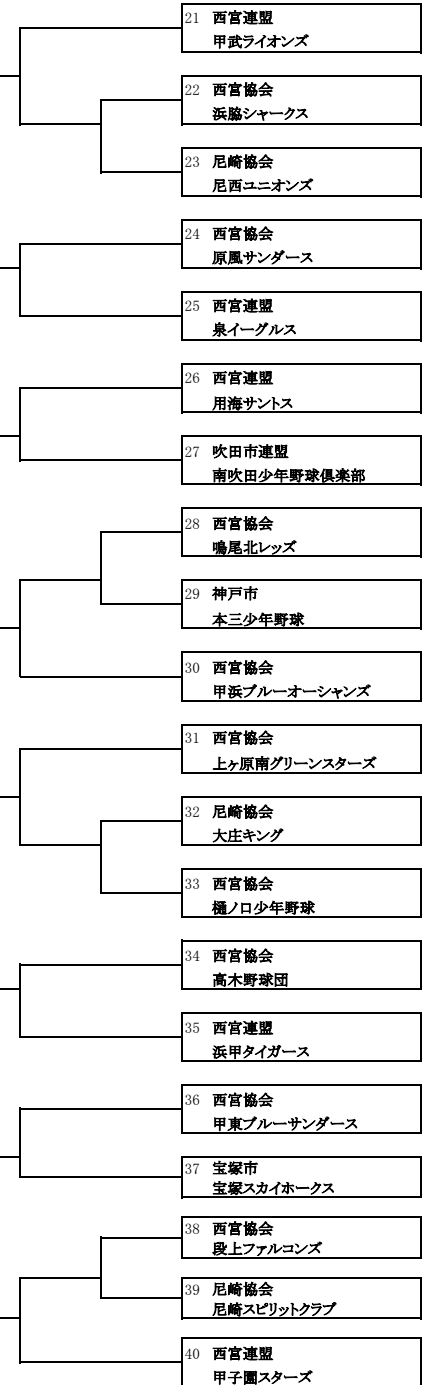 21 西宮連盟
甲武ライオンズ
22 西宮協会
浜脇シャークス
23 尼崎協会
尼西ユニオンズ
24 西宮協会
原風サンダース
25 西宮連盟
泉イーグルス
26 西宮連盟
用海サントス
27 吹田市連盟
南吹田少年野球倶楽部
28 西宮協会
鳴尾北レッズ
29 神戸市
本三少年野球
30 西宮協会
甲浜ブルーオーシャンズ
31 西宮協会
上ヶ原南グリーンスターズ
32 尼崎協会
大庄キング
33 西宮協会
樋ノ口少年野球
34 西宮協会
高木野球団
35 西宮連盟
浜甲タイガース
36 西宮協会
甲東ブルーサンダース
37 宝塚市
宝塚スカイホークス
38 西宮協会
段上ファルコンズ
39 尼崎協会
尼崎スピリットクラブ
40 西宮連盟
甲子園スターズ